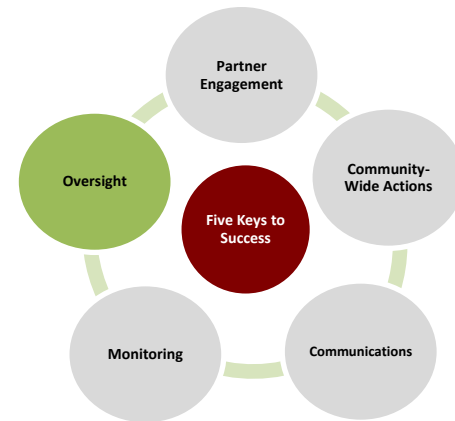 Partner
Engagement
Community-
Wide Actions
Oversight
Five Keys to
Success
Monitoring
Communications